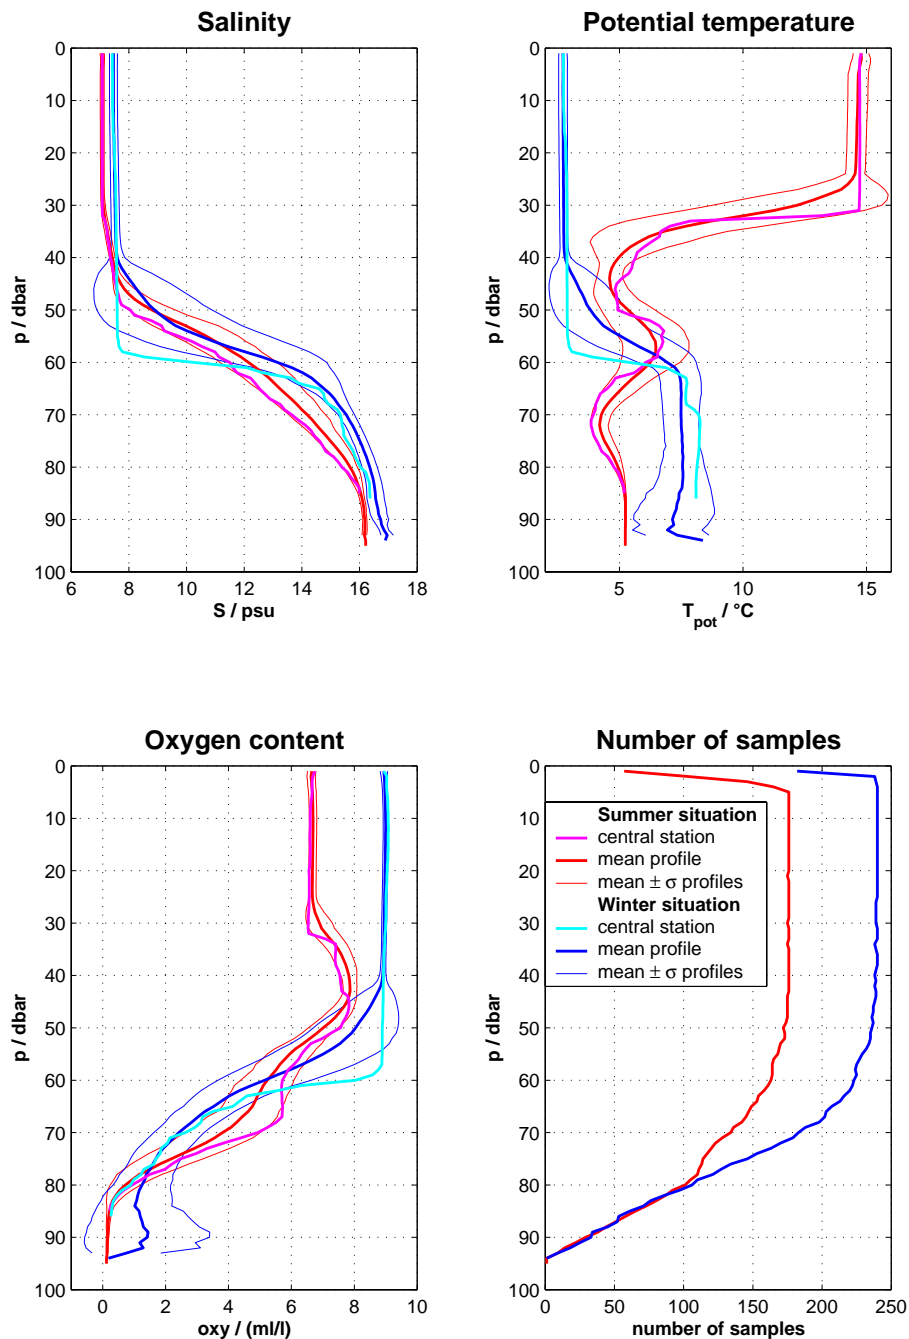 Salinity
0
10
20
30
40
50
60
70
80
90
100
p / dbar
6 8 10 12 14 16 18
S / psu
Potential temperature
0
10
20
30
40
50
60
70
80
90
100
p / dbar
5 10 15
T_pot / °C
Oxygen content
0
10
20
30
40
50
60
70
80
90
100
p / dbar
0 2 4 6 8 10
oxy / (ml/l)
Number of samples
0
10
20
30
40
50
60
70
80
90
100
p / dbar
Summer situation
central station
mean profile
mean ± σ profiles
Winter situation
central station
mean profile
mean ± σ profiles
0 50 100 150 200 250
number of samples